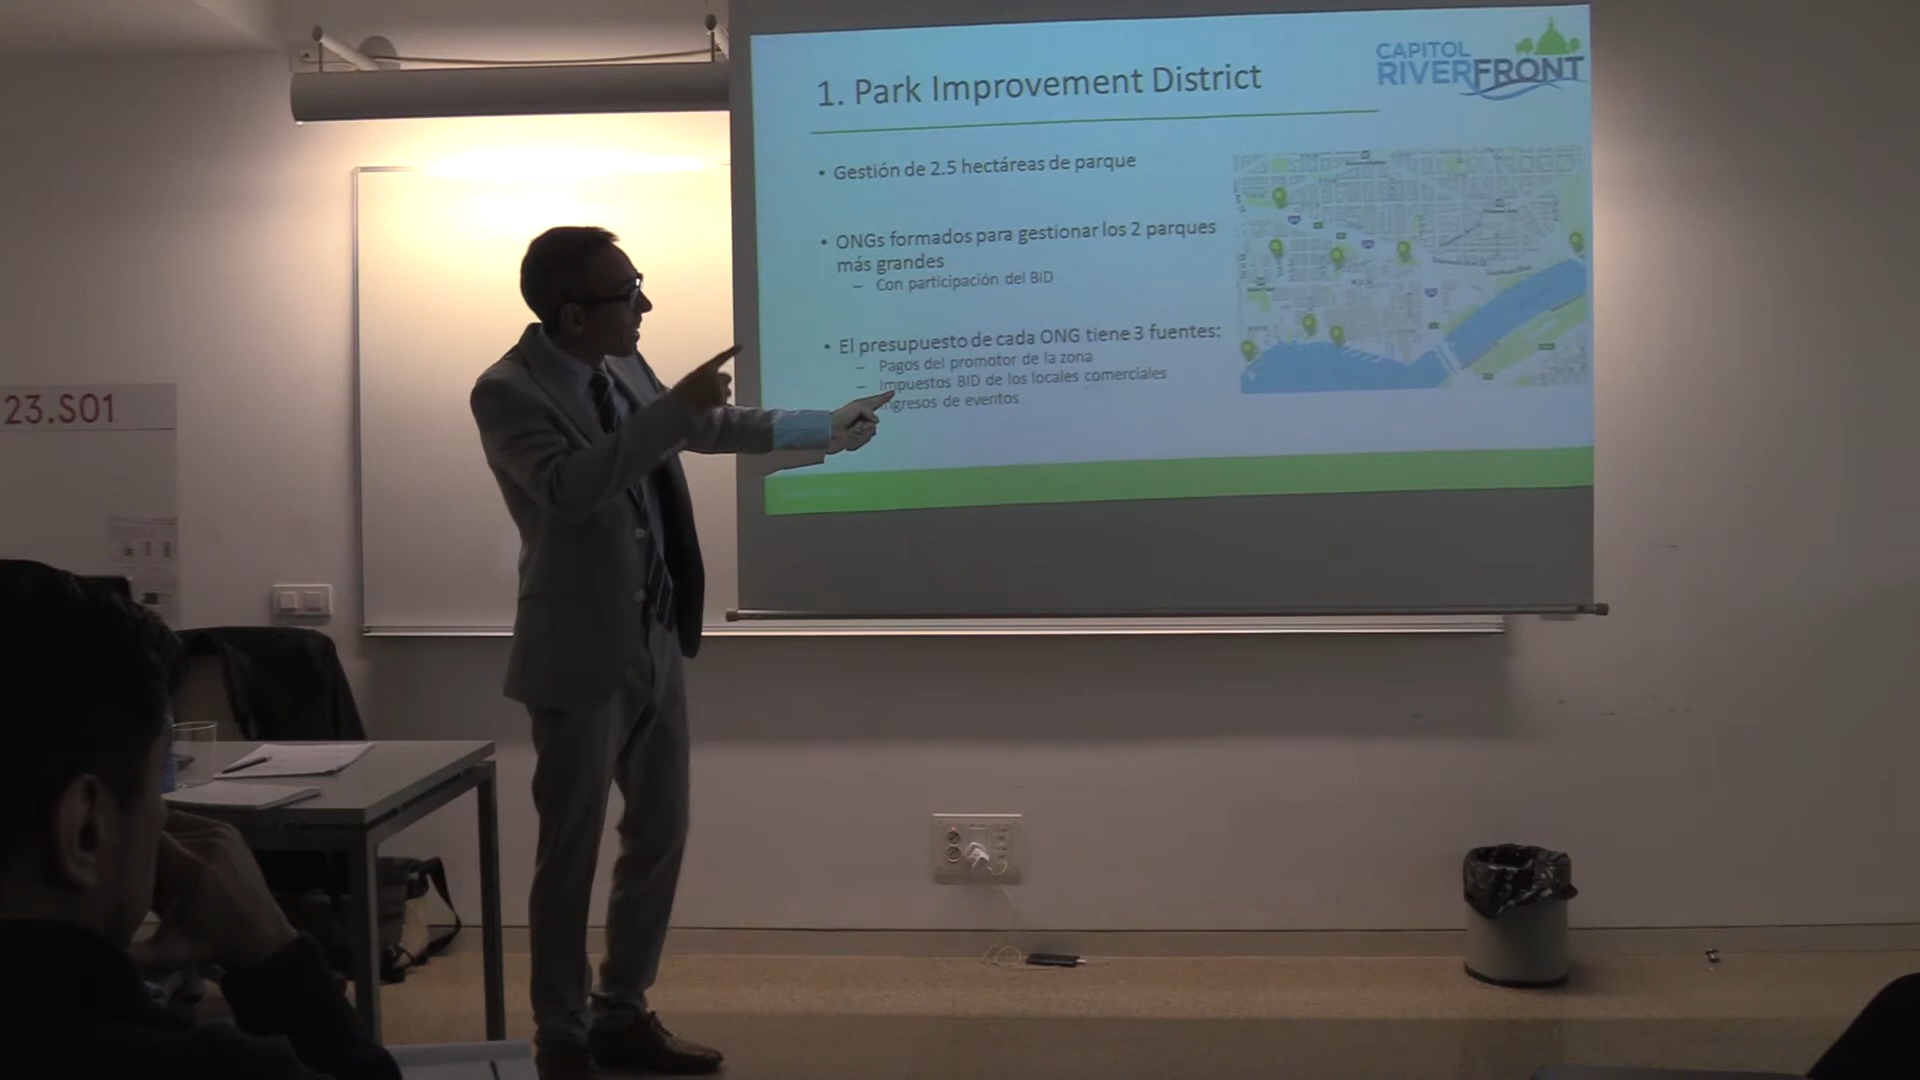 CAPITOL
RIVERFRONT
1. Park Improvement District
• Gestión de 2.5 hectáreas de parque
• ONGs formados para gestionar los 2 parques
más grandes
– Con participación del BID
• El presupuesto de cada ONG tiene 3 fuentes:
– Pagos del promotor de la zona
– Impuestos BID de los locales comerciales
ngresos de eventos
23.S01